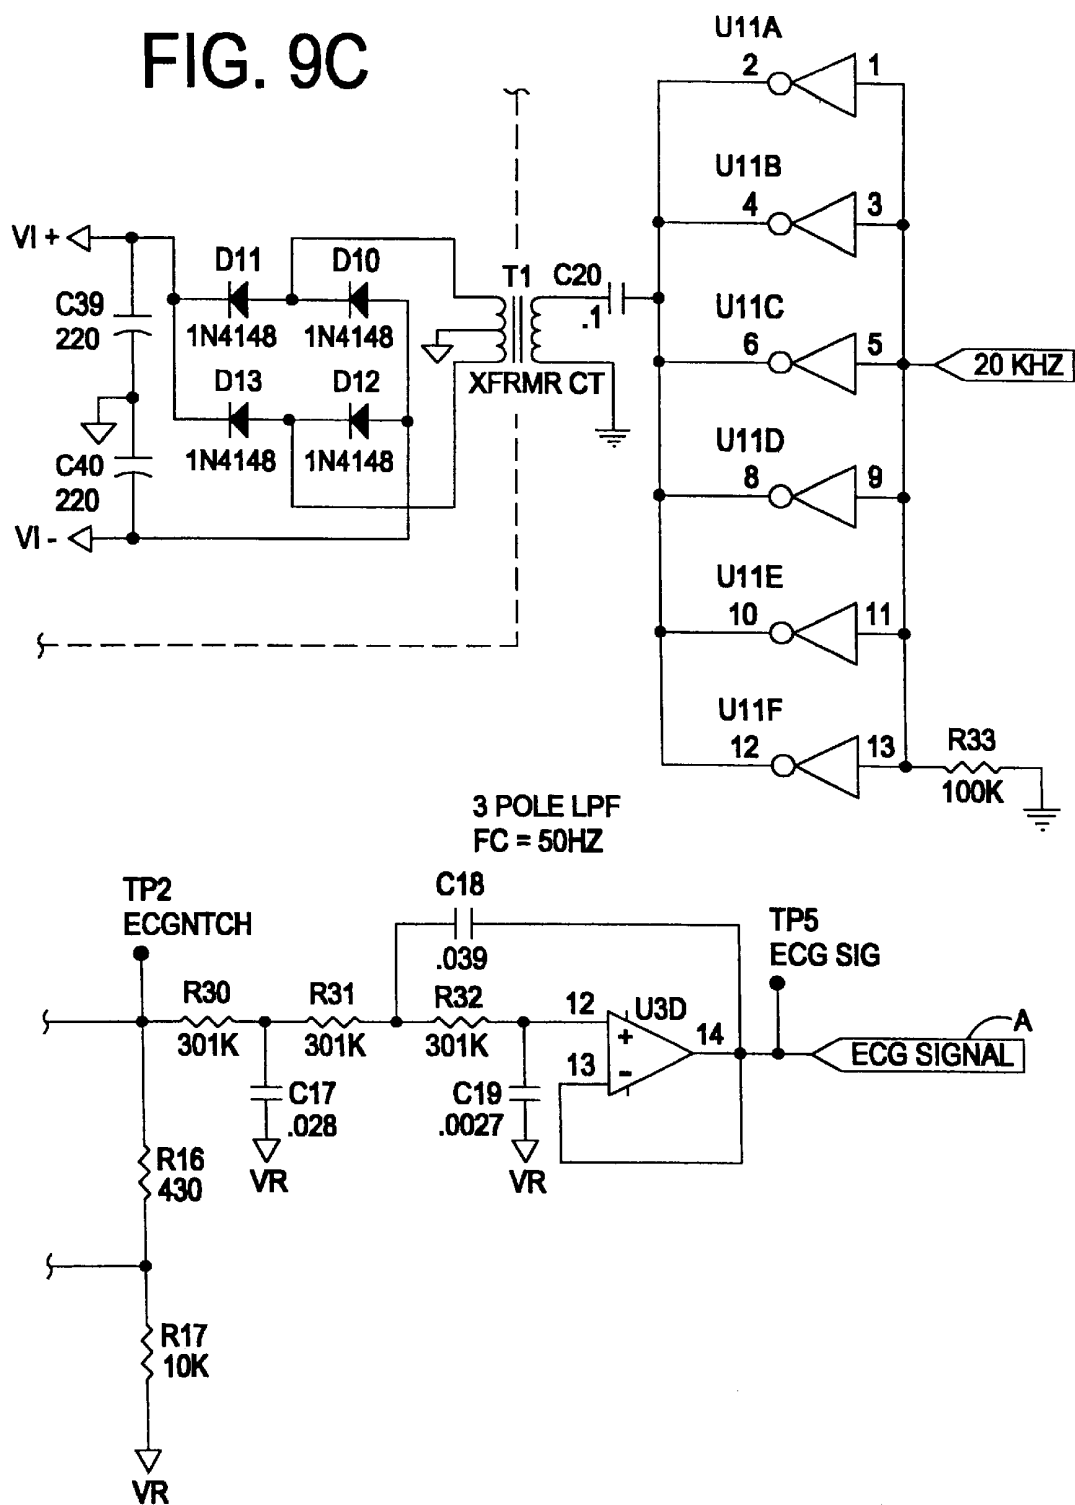 FIG. 9C
U11A
2
1
U11B
4
3
VI +
D11
D10
T1
C20
.1
C39
220
1N4148
1N4148
U11C
6
5
20 KHZ
D13
D12
XFRMR CT
C40
220
1N4148
1N4148
U11D
8
9
VI -
U11E
10
11
U11F
12
13
R33
100K
3 POLE LPF
FC = 50HZ
TP2
ECGNTCH
C18
.039
TP5
ECG SIG
R30
301K
R31
301K
R32
301K
12
13
+
-
U3D
14
A
ECG SIGNAL
C17
.028
VR
C19
.0027
VR
R16
430
R17
10K
VR